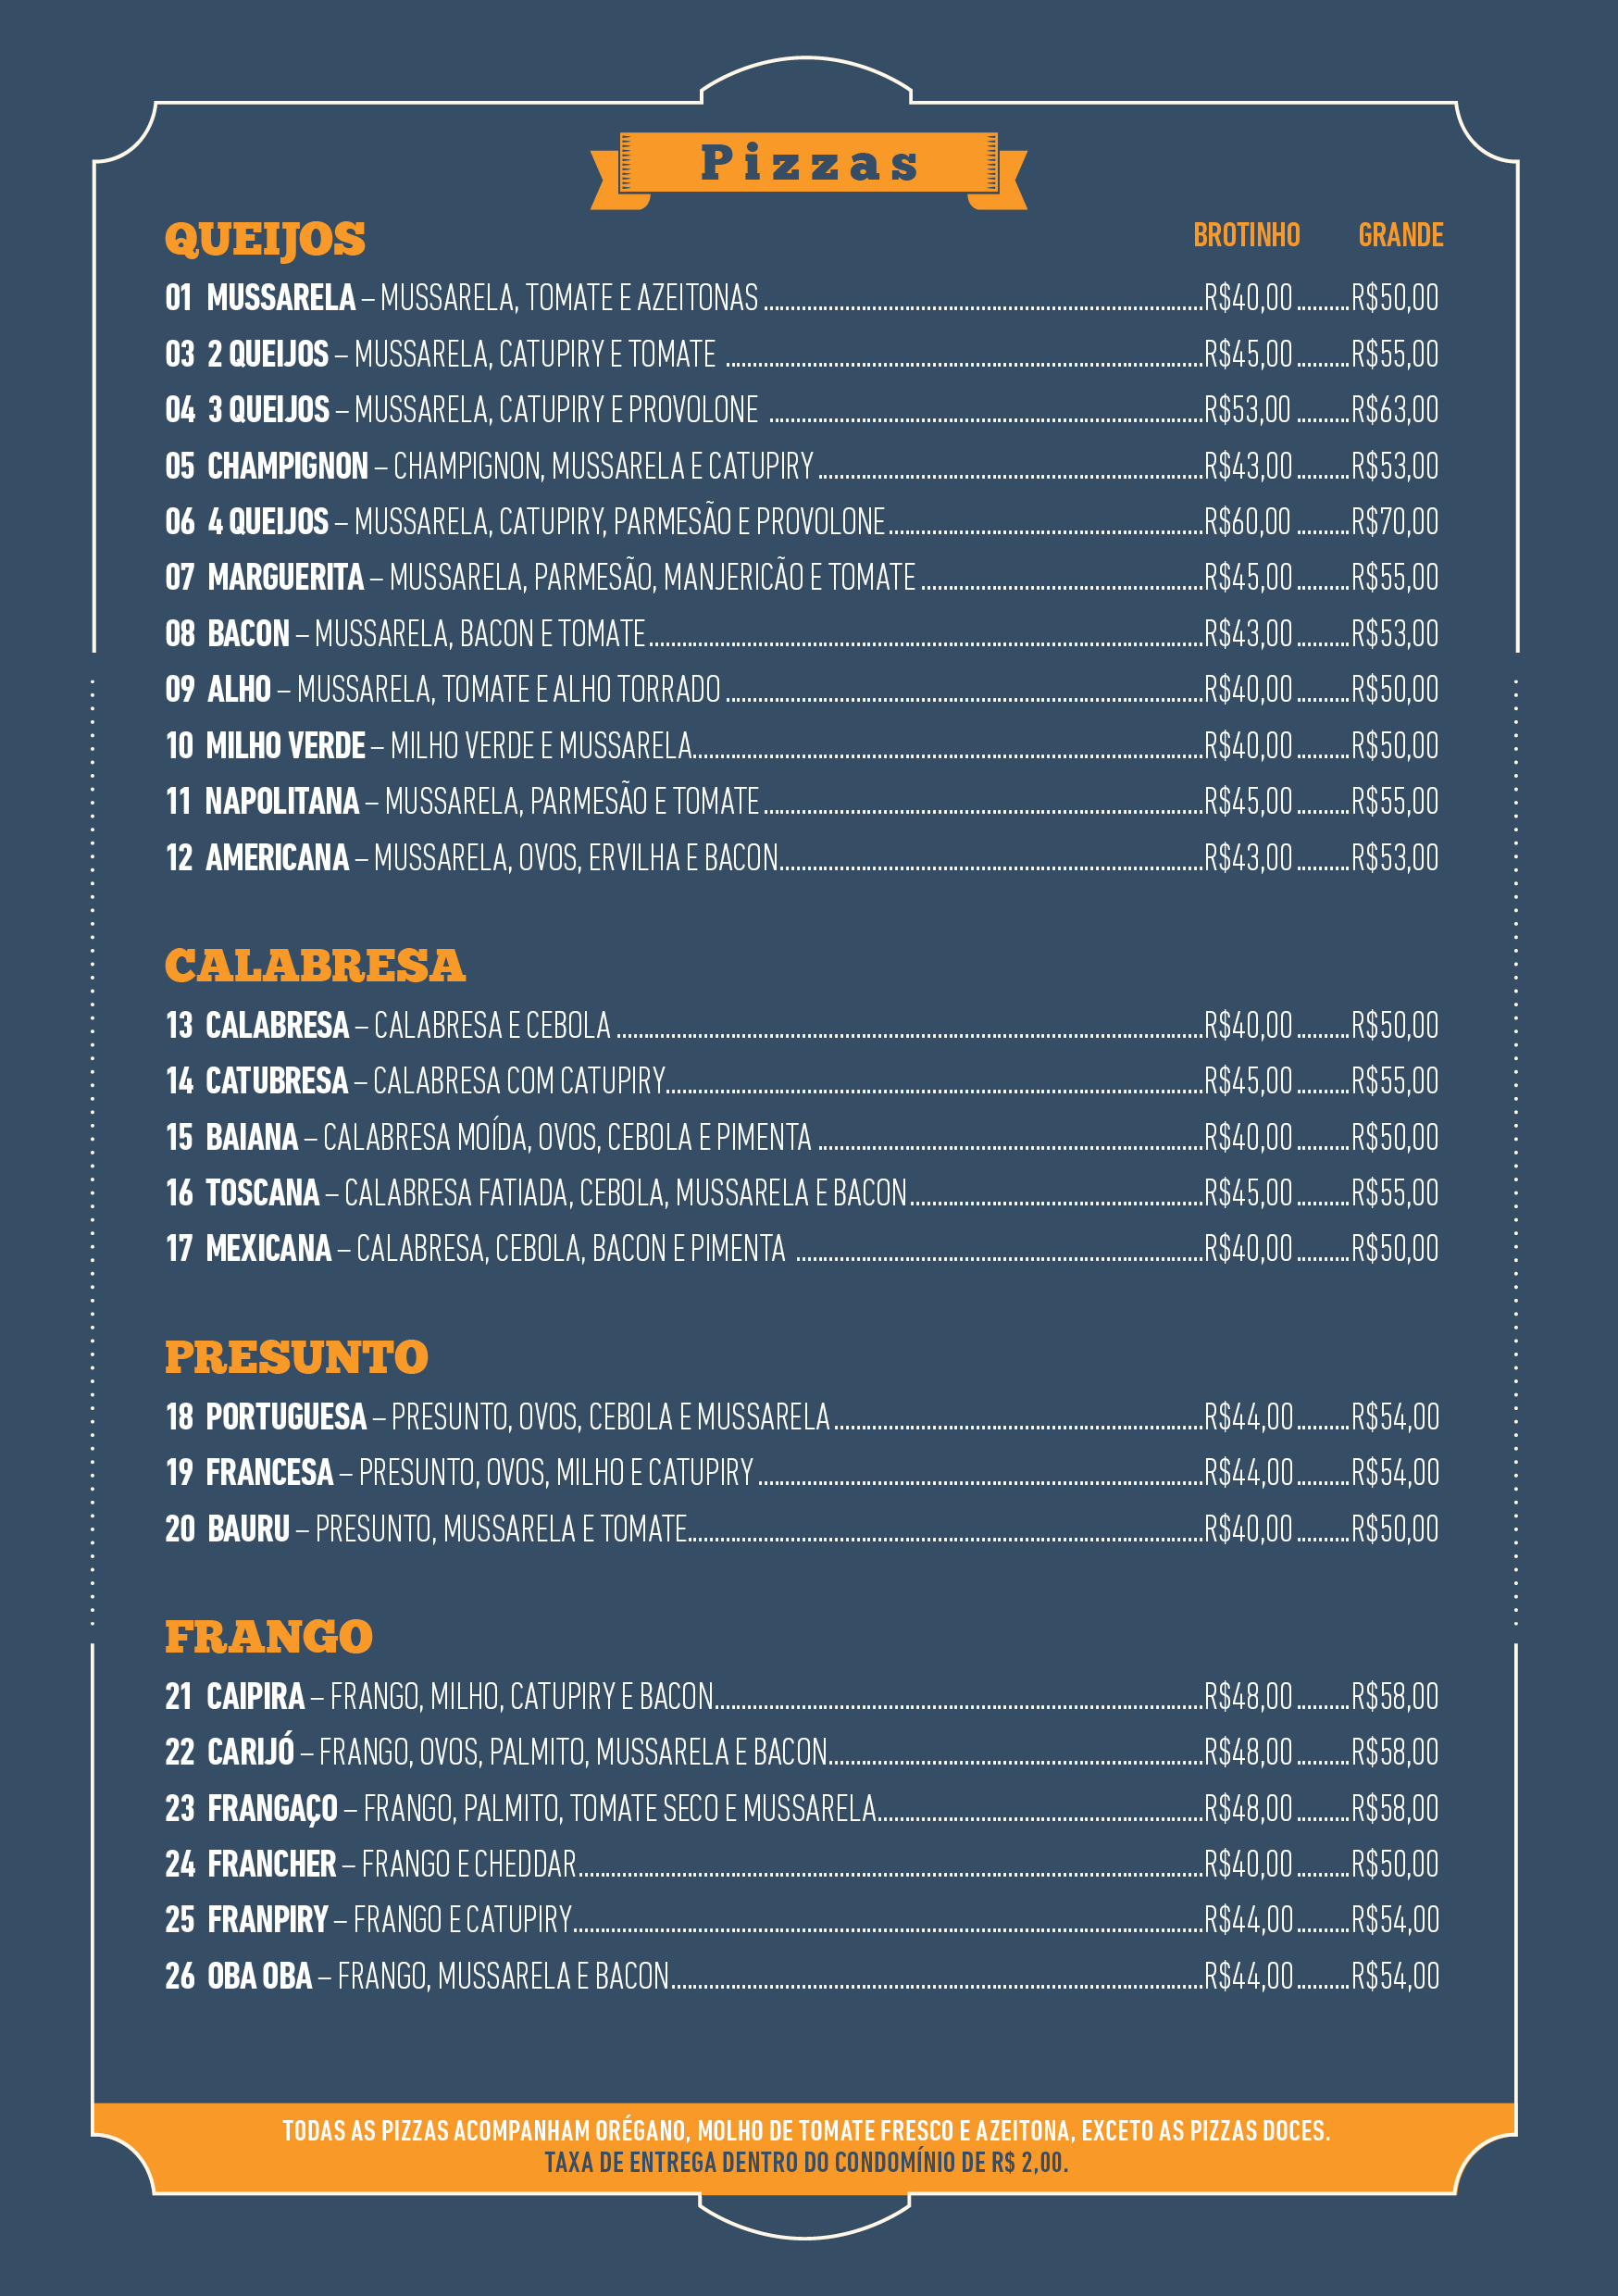 Pizzas
QUEIJOS BROTINHO GRANDE
01 MUSSARELA – MUSSARELA, TOMATE E AZEITONAS R$40,00 R$50,00
03 2 QUEIJOS – MUSSARELA, CATUPIRY E TOMATE R$45,00 R$55,00
04 3 QUEIJOS – MUSSARELA, CATUPIRY E PROVOLONE R$53,00 R$63,00
05 CHAMPIGNON – CHAMPIGNON, MUSSARELA E CATUPIRY R$43,00 R$53,00
06 4 QUEIJOS – MUSSARELA, CATUPIRY, PARMESÃO E PROVOLONE R$60,00 R$70,00
07 MARGUERITA – MUSSARELA, PARMESÃO, MANJERICÃO E TOMATE R$45,00 R$55,00
08 BACON – MUSSARELA, BACON E TOMATE R$43,00 R$53,00
09 ALHO – MUSSARELA, TOMATE E ALHO TORRADO R$40,00 R$50,00
10 MILHO VERDE – MILHO VERDE E MUSSARELA R$40,00 R$50,00
11 NAPOLITANA – MUSSARELA, PARMESÃO E TOMATE R$45,00 R$55,00
12 AMERICANA – MUSSARELA, OVOS, ERVILHA E BACON R$43,00 R$53,00
CALABRESA
13 CALABRESA – CALABRESA E CEBOLA R$40,00 R$50,00
14 CATUBRESA – CALABRESA COM CATUPIRY R$45,00 R$55,00
15 BAIANA – CALABRESA MOÍDA, OVOS, CEBOLA E PIMENTA R$40,00 R$50,00
16 TOSCANA – CALABRESA FATIADA, CEBOLA, MUSSARELA E BACON R$45,00 R$55,00
17 MEXICANA – CALABRESA, CEBOLA, BACON E PIMENTA R$40,00 R$50,00
PRESUNTO
18 PORTUGUESA – PRESUNTO, OVOS, CEBOLA E MUSSARELA R$44,00 R$54,00
19 FRANCESA – PRESUNTO, OVOS, MILHO E CATUPIRY R$44,00 R$54,00
20 BAURU – PRESUNTO, MUSSARELA E TOMATE R$40,00 R$50,00
FRANGO
21 CAIPIRA – FRANGO, MILHO, CATUPIRY E BACON R$48,00 R$58,00
22 CARIJÓ – FRANGO, OVOS, PALMITO, MUSSARELA E BACON R$48,00 R$58,00
23 FRANGAÇO – FRANGO, PALMITO, TOMATE SECO E MUSSARELA R$48,00 R$58,00
24 FRANCHER – FRANGO E CHEDDAR R$40,00 R$50,00
25 FRANPIRY – FRANGO E CATUPIRY R$44,00 R$54,00
26 OBA OBA – FRANGO, MUSSARELA E BACON R$44,00 R$54,00
TODAS AS PIZZAS ACOMPANHAM ORÉGANO, MOLHO DE TOMATE FRESCO E AZEITONA, EXCETO AS PIZZAS DOCES.
TAXA DE ENTREGA DENTRO DO CONDOMÍNIO DE R$ 2,00.